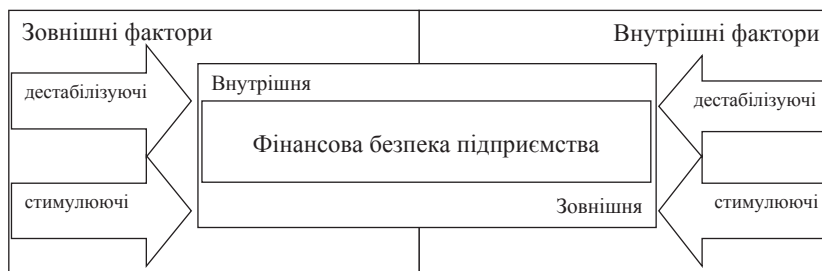 Зовнішні фактори
Внутрішні фактори
дестабілізуючі
Внутрішня
дестабілізуючі
Фінансова безпека підприємства
стимулюючі
Зовнішня
стимулюючі